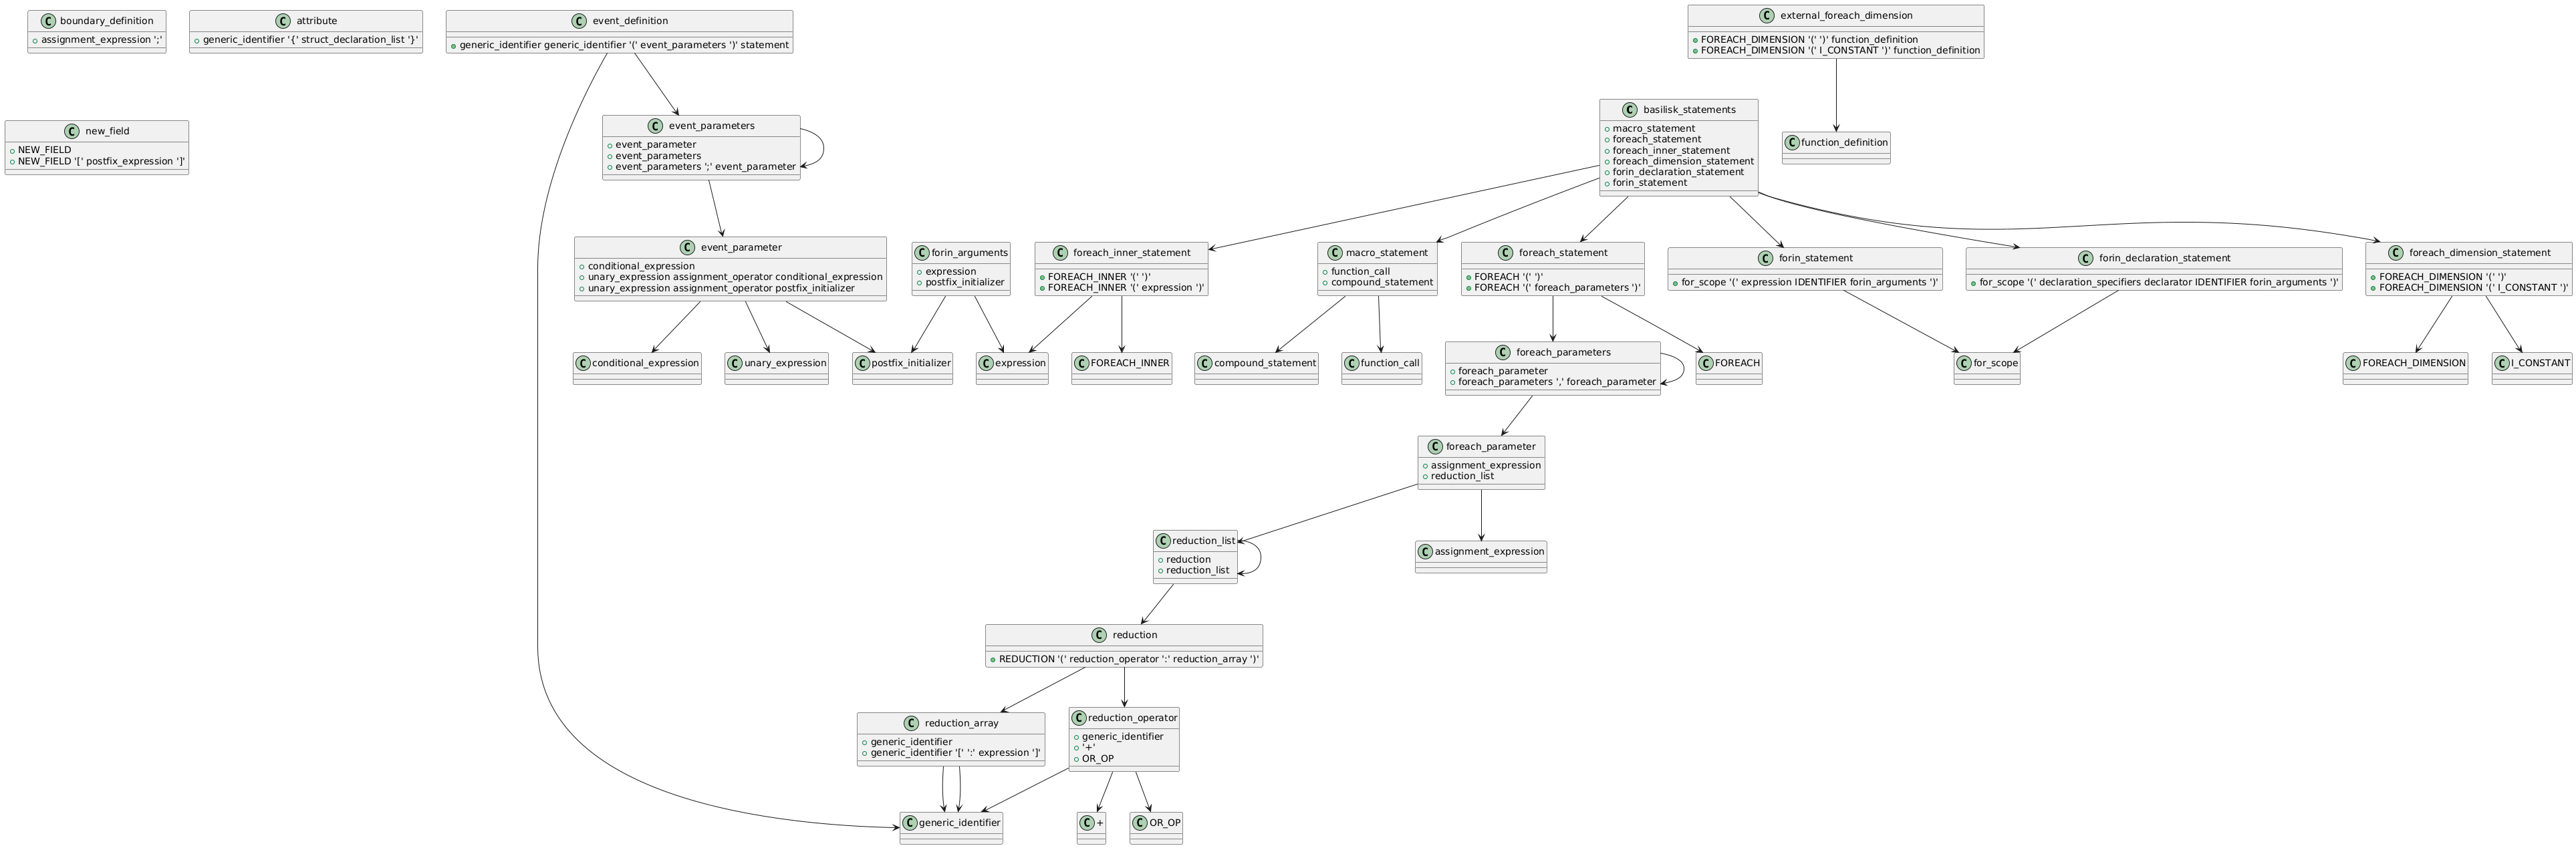 boundary_definition
assignment_expression ';'
attribute
generic_identifier '{' struct_declaration_list '}'
event_definition
generic_identifier generic_identifier '(' event_parameters ')' statement
external_foreach_dimension
FOREACH_DIMENSION '(' ')' function_definition
FOREACH_DIMENSION '(' I_CONSTANT ')' function_definition
new_field
NEW_FIELD
NEW_FIELD '[' postfix_expression ']'
event_parameters
event_parameter
event_parameters
event_parameters ';' event_parameter
basilisk_statements
macro_statement
foreach_statement
foreach_inner_statement
foreach_dimension_statement
forin_declaration_statement
forin_statement
function_definition
event_parameter
conditional_expression
unary_expression assignment_operator conditional_expression
unary_expression assignment_operator postfix_initializer
forin_arguments
expression
postfix_initializer
foreach_inner_statement
FOREACH_INNER '(' ')'
FOREACH_INNER '(' expression ')'
macro_statement
function_call
compound_statement
foreach_statement
FOREACH '(' ')'
FOREACH '(' foreach_parameters ')'
forin_statement
for_scope '(' expression IDENTIFIER forin_arguments ')'
forin_declaration_statement
for_scope '(' declaration_specifiers declarator IDENTIFIER forin_arguments ')'
foreach_dimension_statement
FOREACH_DIMENSION '(' ')'
FOREACH_DIMENSION '(' I_CONSTANT ')'
conditional_expression
unary_expression
postfix_initializer
expression
FOREACH_INNER
compound_statement
function_call
foreach_parameters
foreach_parameter
foreach_parameters ',' foreach_parameter
FOREACH
for_scope
FOREACH_DIMENSION
I_CONSTANT
foreach_parameter
assignment_expression
reduction_list
reduction_list
reduction
reduction_list
assignment_expression
reduction
REDUCTION '(' reduction_operator ':' reduction_array ')'
reduction_array
generic_identifier
generic_identifier '[' ':' expression ']'
reduction_operator
generic_identifier
'+'
OR_OP
generic_identifier
+
OR_OP